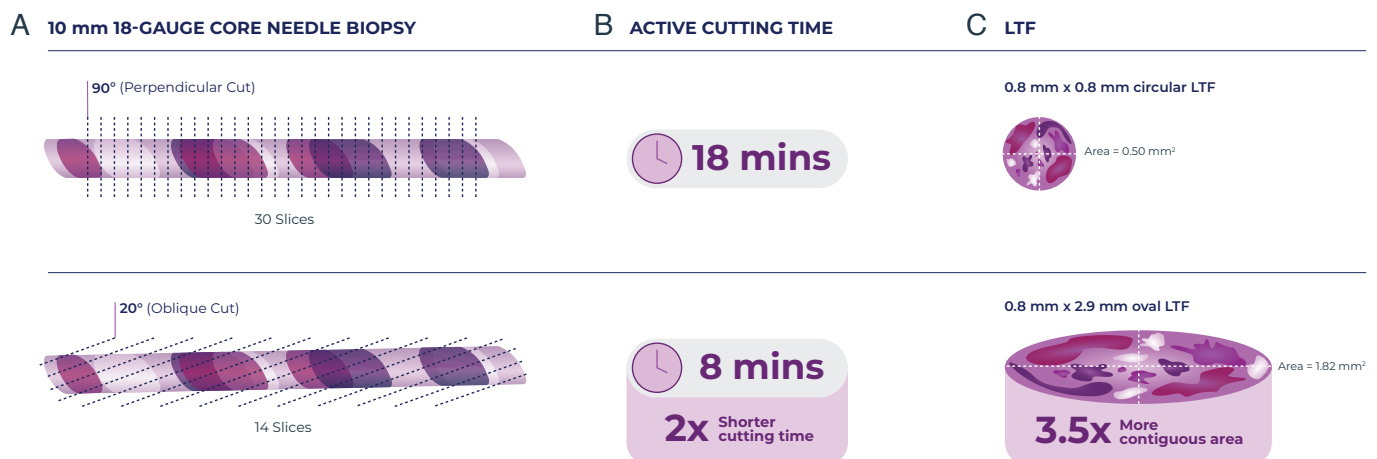 A 10 mm 18-GAUGE CORE NEEDLE BIOPSY
B ACTIVE CUTTING TIME
C LTF
90° (Perpendicular Cut)
30 Slices
18 mins
0.8 mm x 0.8 mm circular LTF
Area = 0.50 mm²
20° (Oblique Cut)
14 Slices
8 mins
2x Shorter
cutting time
0.8 mm x 2.9 mm oval LTF
Area = 1.82 mm²
3.5x More
contiguous area